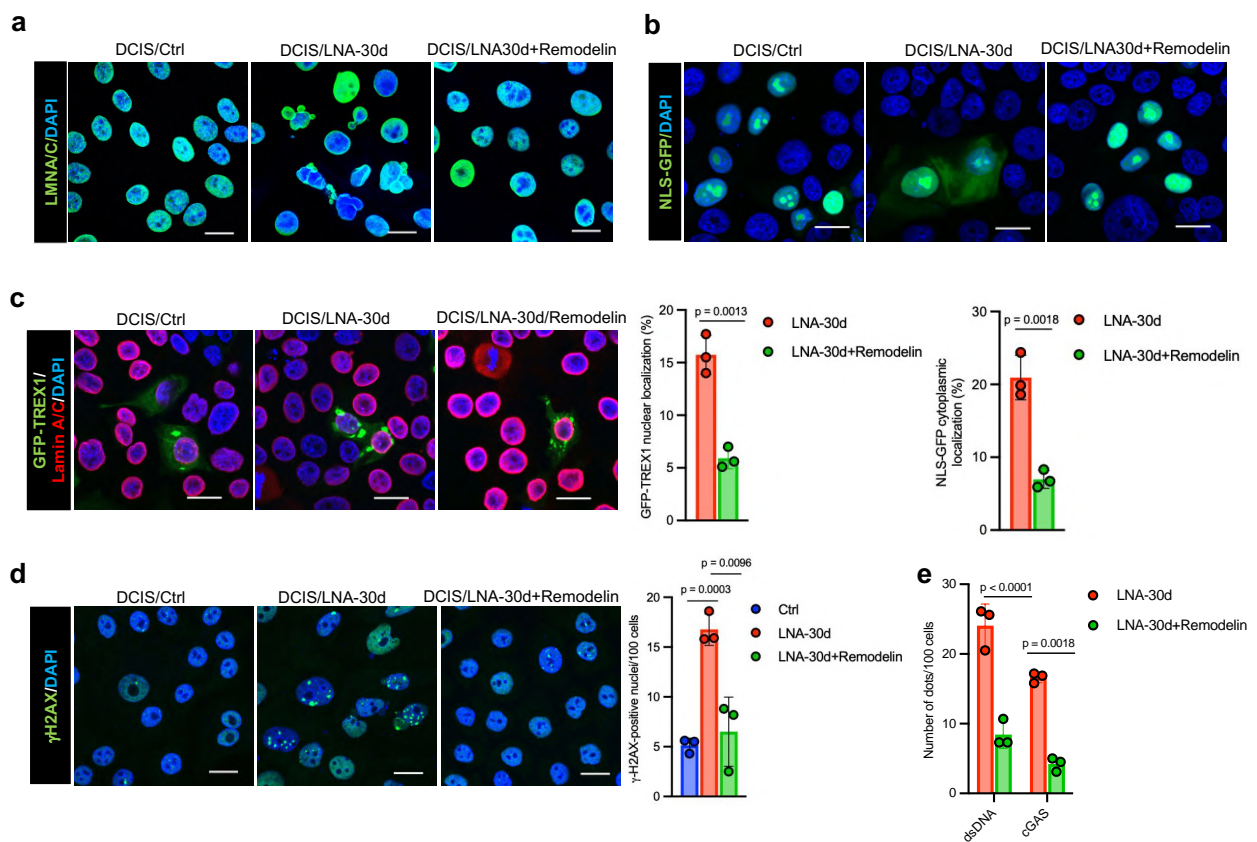 a
DCIS/Ctrl
DCIS/LNA-30d
DCIS/LNA30d+Remodelin
LMNA/C/DAPI
b
DCIS/Ctrl
DCIS/LNA-30d
DCIS/LNA30d+Remodelin
NLS-GFP/DAPI
c
DCIS/Ctrl
DCIS/LNA-30d
DCIS/LNA-30d/Remodelin
GFP-TREX1/
Lamin A/C/DAPI
GFP-TREX1 nuclear localization (%)
20
15
10
5
0
p = 0.0013
LNA-30d
LNA-30d+Remodelin
NLS-GFP cytoplasmic
localization (%)
30
20
10
0
p = 0.0018
LNA-30d
LNA-30d+Remodelin
d
DCIS/Ctrl
DCIS/LNA-30d
DCIS/LNA-30d+Remodelin
γH2AX/DAPI
γ-H2AX-positive nuclei/100 cells
20
15
10
5
0
p = 0.0096
p = 0.0003
Ctrl
LNA-30d
LNA-30d+Remodelin
e
Number of dots/100 cells
30
20
10
0
p < 0.0001
p = 0.0018
LNA-30d
LNA-30d+Remodelin
dsDNA
cGAS